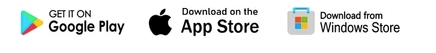 GET IT ON
Google Play
Download on the
App Store
Download from
Windows Store